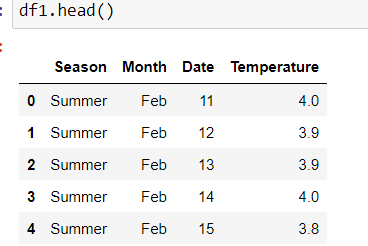 : df1.head()
:
Season Month Date Temperature
0 Summer Feb 11 4.0
1 Summer Feb 12 3.9
2 Summer Feb 13 3.9
3 Summer Feb 14 4.0
4 Summer Feb 15 3.8